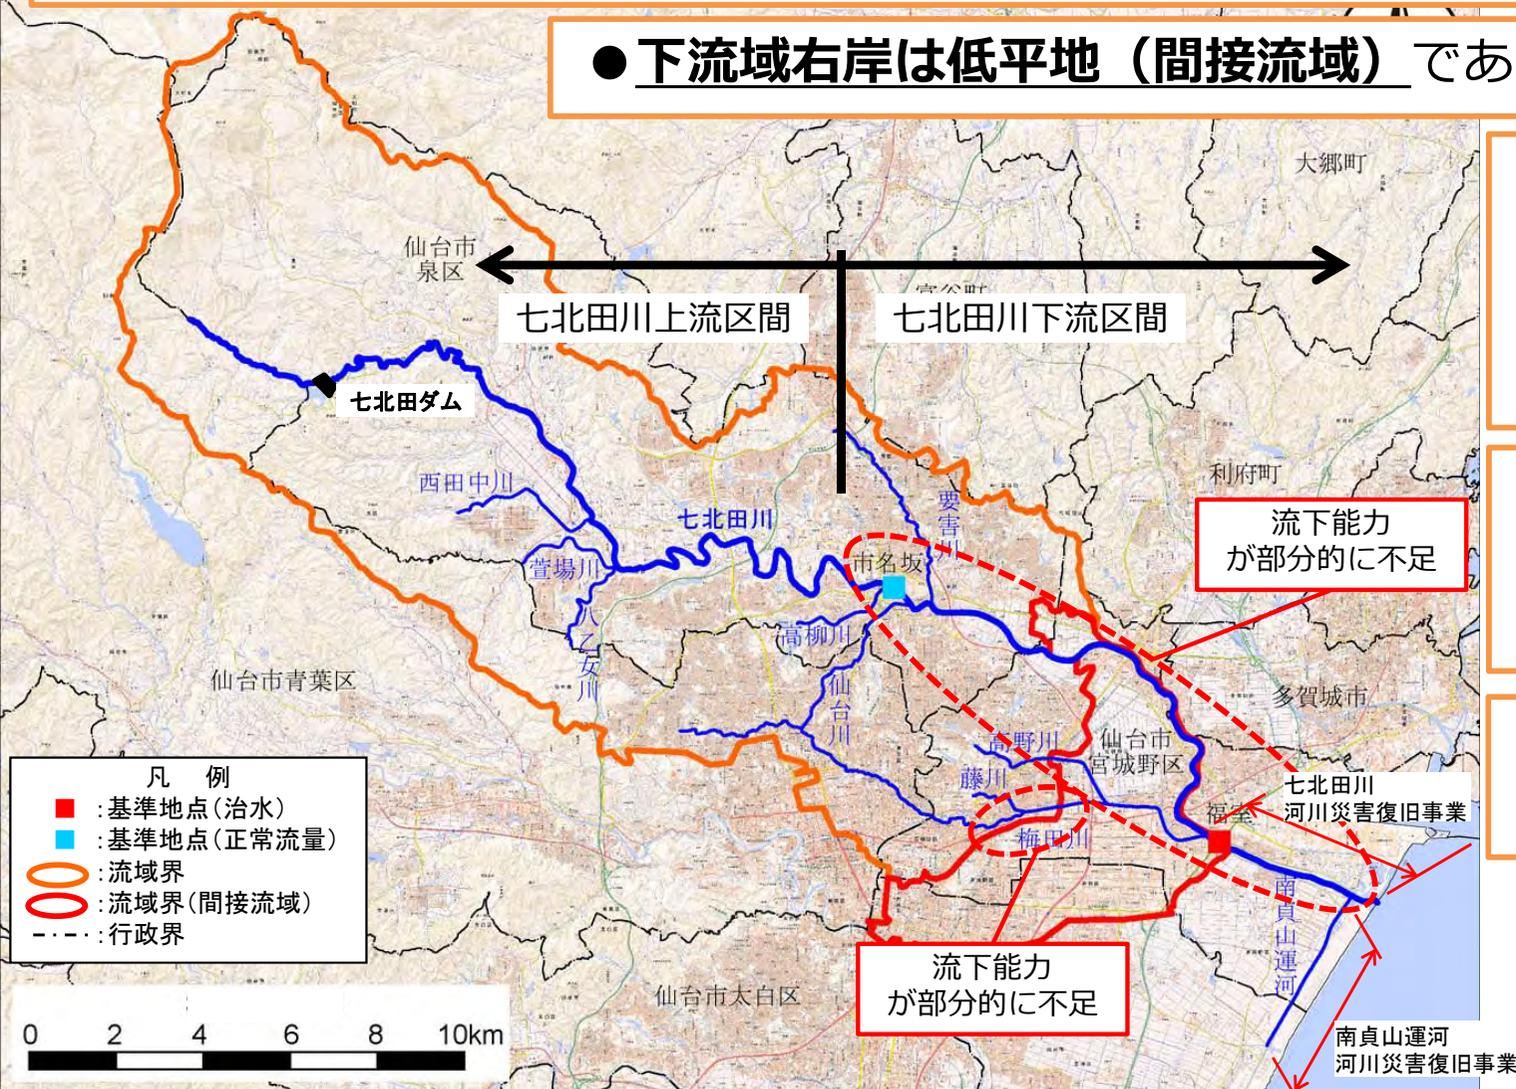 ●下流域右岸は低平地（間接流域）であ
大郷町
仙台市
泉区
七北田川上流区間
七北田川下流区間
七北田ダム
利府町
西田中川
七北田川
要害川
流下能力
が部分的に不足
萱場川
市名坂
八乙女川
高柳川
仙台市青葉区
仙台川
多賀城市
高野川
仙台市
宮城野区
藤川
七北田川
河川災害復旧事業
福室
梅田川
凡 例
:基準地点(治水)
:基準地点(正常流量)
:流域界
:流域界(間接流域)
:行政界
南貞山運河
流下能力
が部分的に不足
仙台市太白区
0 2 4 6 8 10km
南貞山運河
河川災害復旧事業